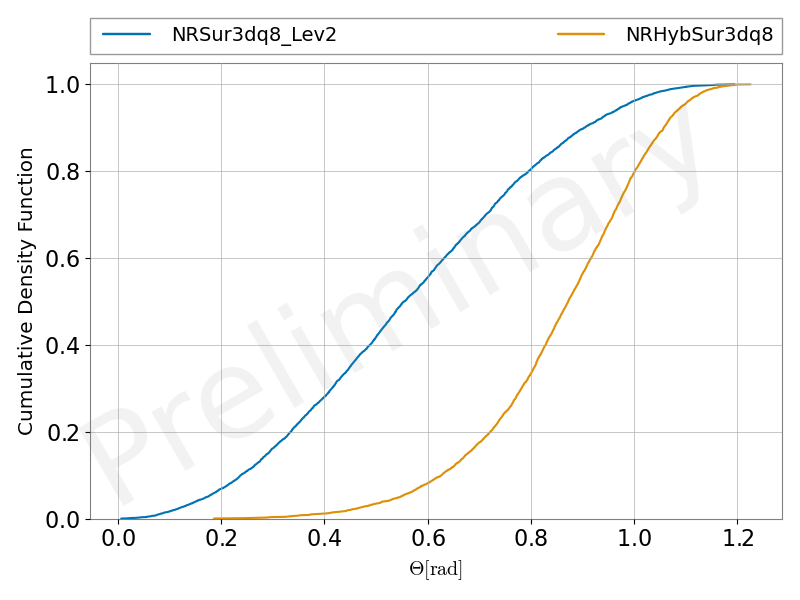 NRSur3dq8_Lev2 NRHybSur3dq8
1.0
0.8
0.6
0.4
0.2
0.0
Cumulative Density Function
Preliminary
0.0 0.2 0.4 0.6 0.8 1.0 1.2
Θ[rad]